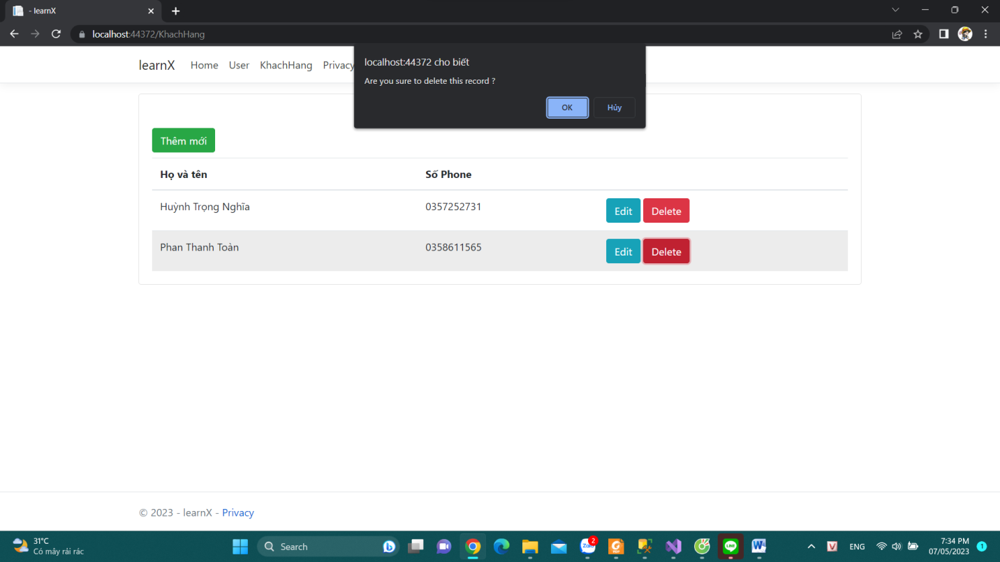 - learnX
localhost:44372/KhachHang
learnX Home User KhachHang Privacy
localhost:44372 cho biết
Are you sure to delete this record ?
OK Hủy
Thêm mới
Họ và tên Số Phone
Huỳnh Trọng Nghĩa 0357252731 Edit Delete
Phan Thanh Toàn 0358611565 Edit Delete
© 2023 - learnX - Privacy
31°C
Có mây rải rác
Search
Zalo 2
PDF
LINE
W
V
ENG
7:34 PM
07/05/2023
1